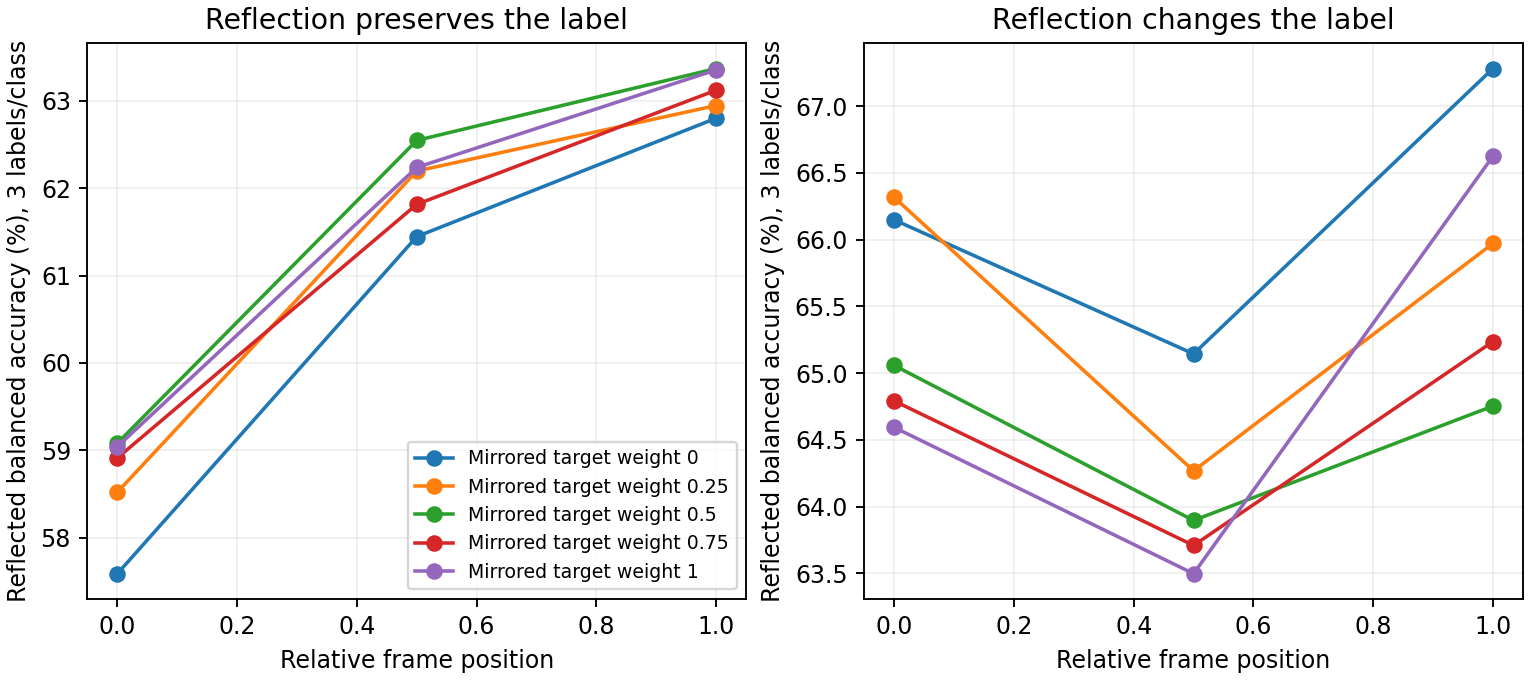 Reflection preserves the label
Reflected balanced accuracy (%), 3 labels/class
63
62
61
60
59
58
0.0
0.2
0.4
0.6
0.8
1.0
Relative frame position
Mirrored target weight 0
Mirrored target weight 0.25
Mirrored target weight 0.5
Mirrored target weight 0.75
Mirrored target weight 1
Reflection changes the label
Reflected balanced accuracy (%), 3 labels/class
67.0
66.5
66.0
65.5
65.0
64.5
64.0
63.5
0.0
0.2
0.4
0.6
0.8
1.0
Relative frame position